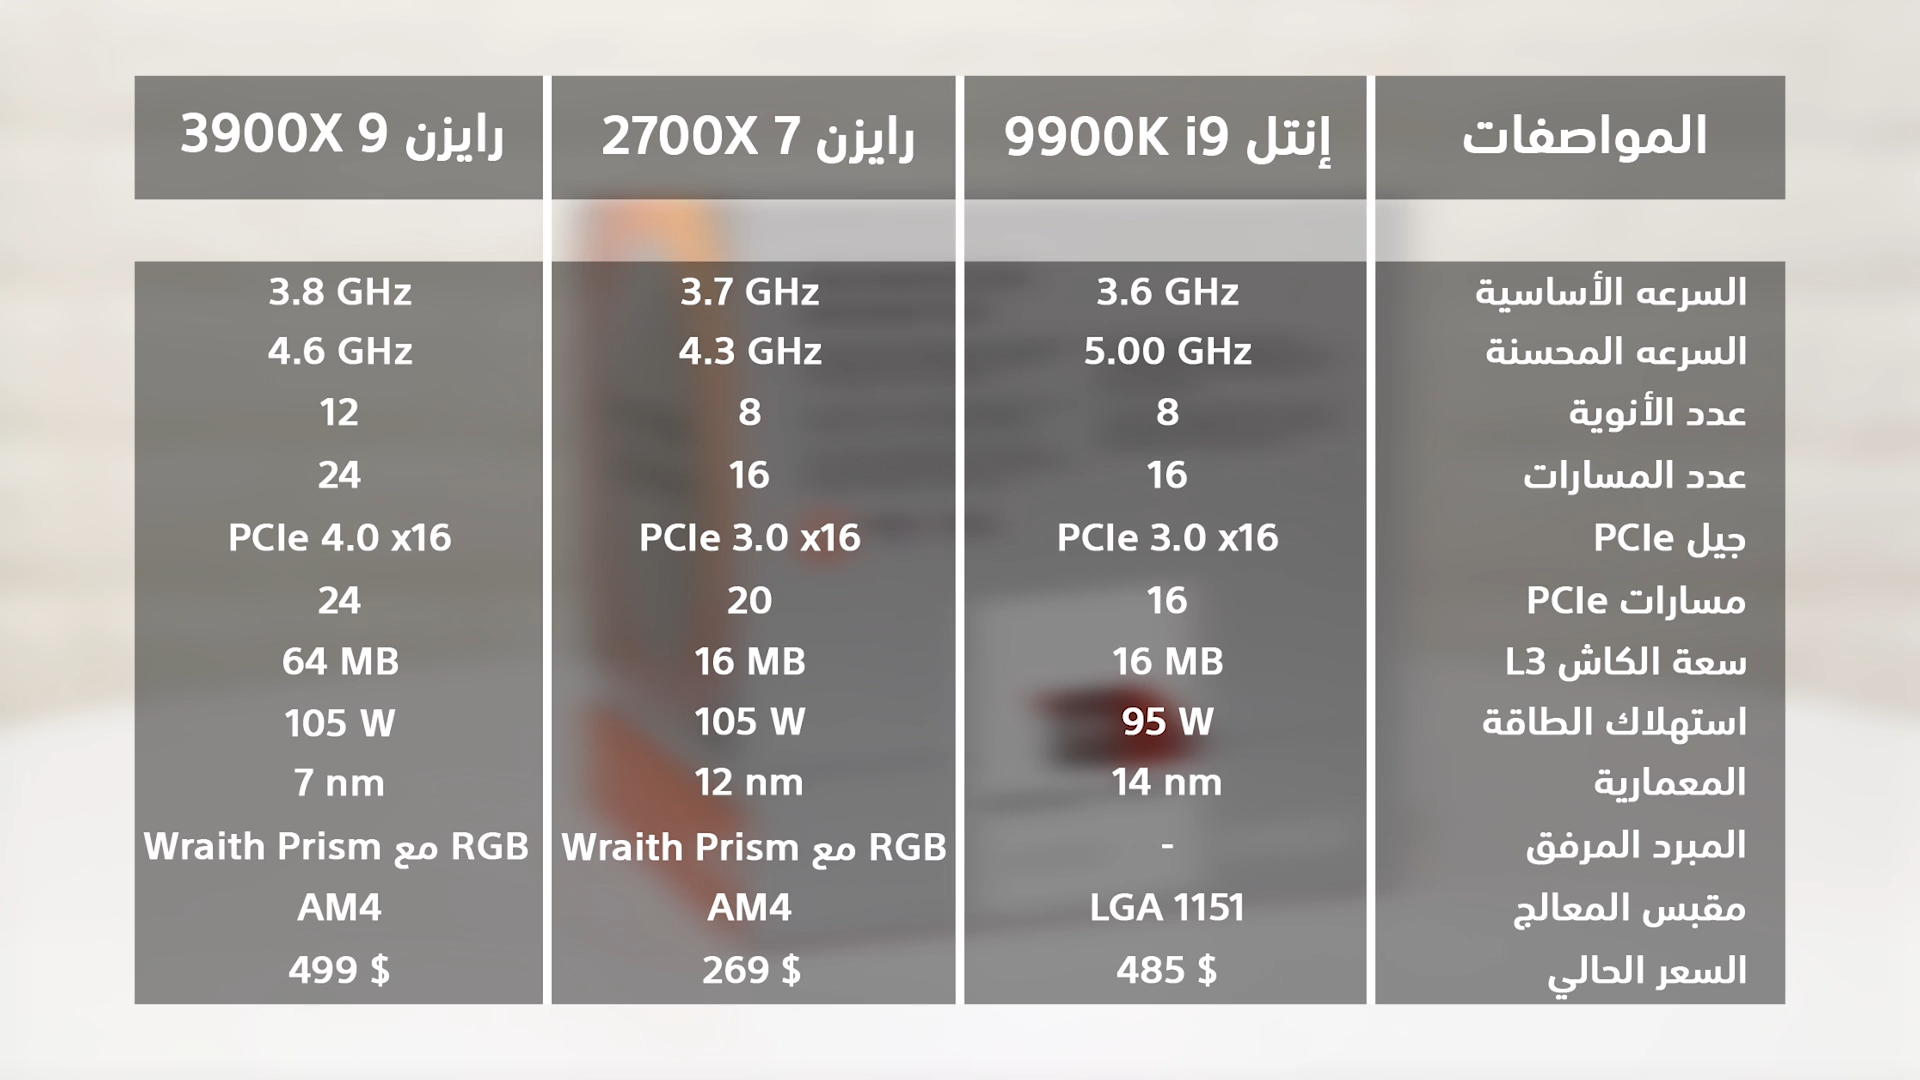 المواصفات إنتل 9900K i9 رايزن 7 2700X رايزن 9 3900X
السرعه الأساسية 3.6 GHz 3.7 GHz 3.8 GHz
السرعه المحسنة 5.00 GHz 4.3 GHz 4.6 GHz
عدد الأنوية 8 8 12
عدد المسارات 16 16 24
جيل PCIe PCIe 3.0 x16 PCIe 3.0 x16 PCIe 4.0 x16
مسارات PCIe 16 20 24
سعة الكاش L3 16 MB 16 MB 64 MB
استهلاك الطاقة 95 W 105 W 105 W
المعمارية 14 nm 12 nm 7 nm
المبرد المرفق - Wraith Prism مع RGB Wraith Prism مع RGB
مقبس المعالج LGA 1151 AM4 AM4
السعر الحالي 485 $ 269 $ 499 $